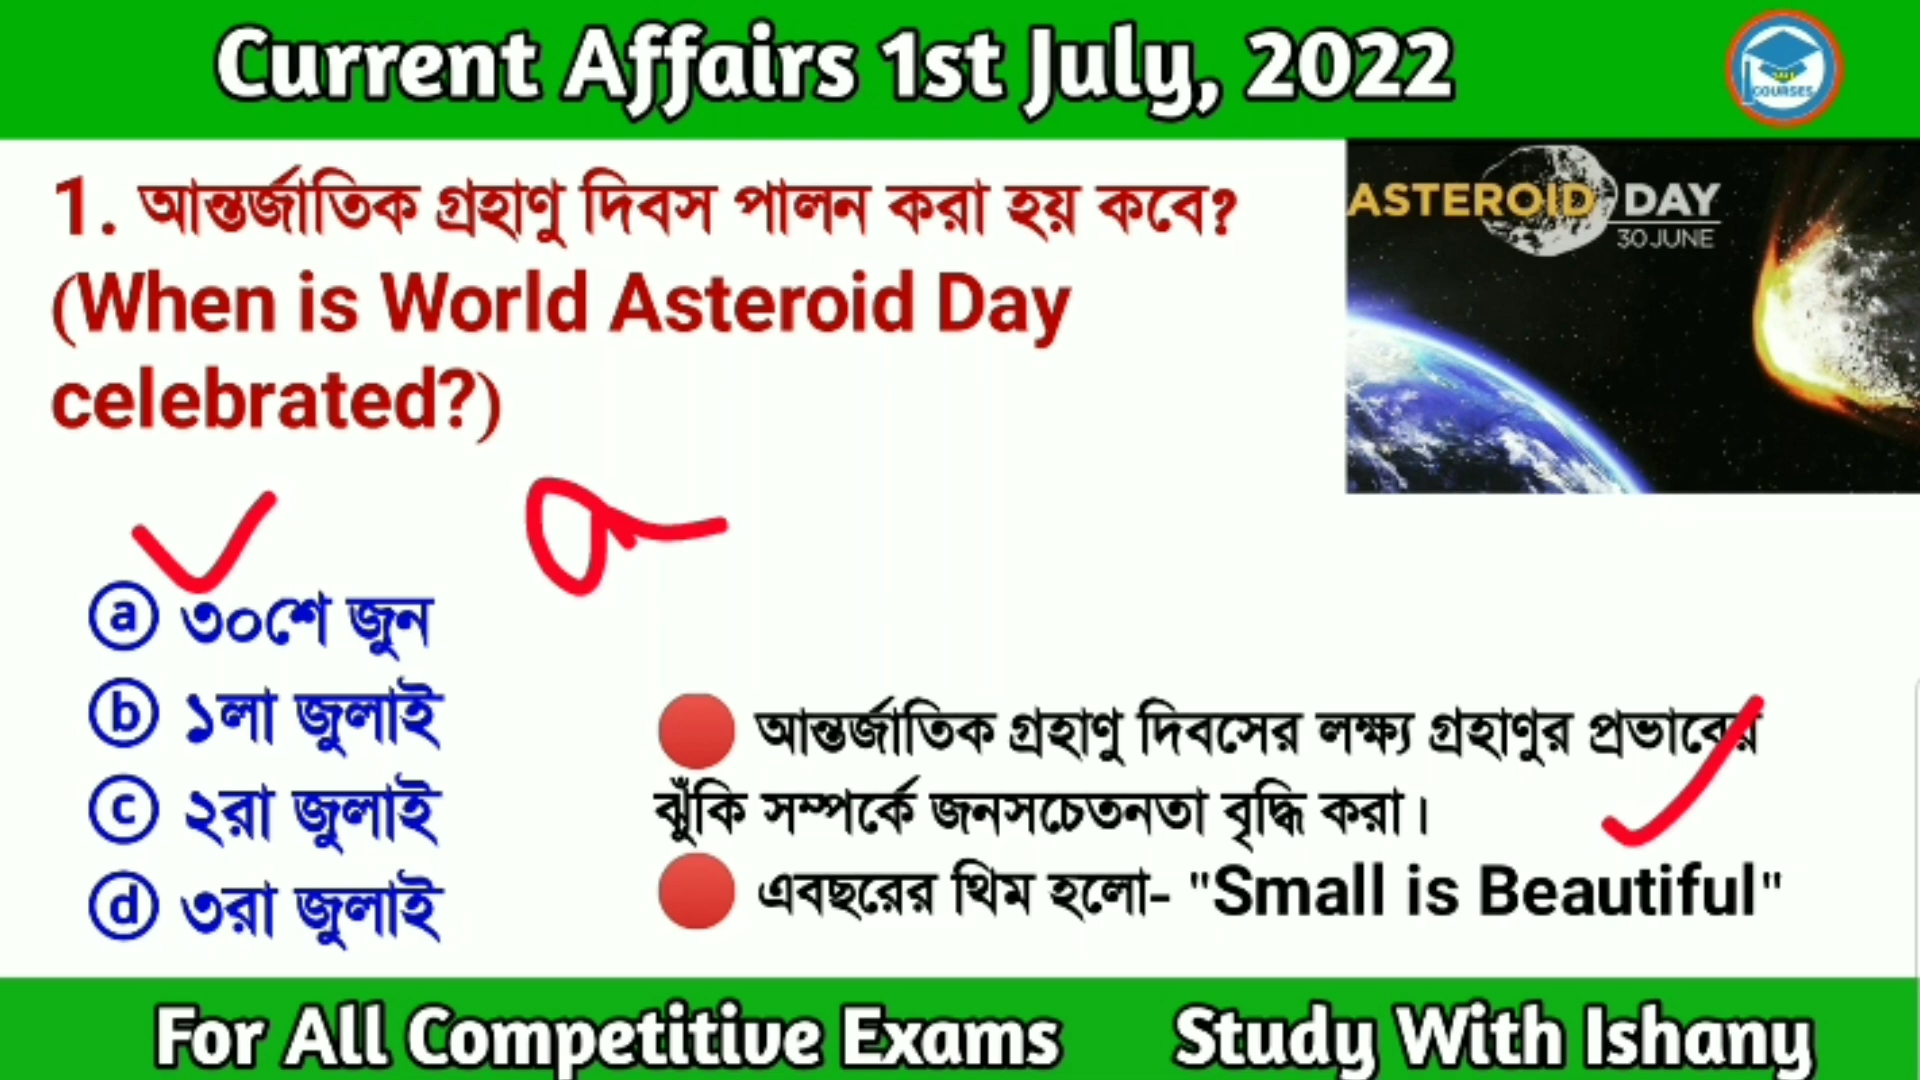 Current Affairs 1st July, 2022
COURSES
1. আন্তর্জাতিক গ্রহাণু দিবস পালন করা হয় কবে?
(When is World Asteroid Day
celebrated?)
ASTEROID DAY
30 JUNE
a ৩০শে জুন
b ১লা জুলাই
c ২রা জুলাই
d ৩রা জুলাই
আন্তর্জাতিক গ্রহাণু দিবসের লক্ষ্য গ্রহাণুর প্রভাবের
ঝুঁকি সম্পর্কে জনসচেতনতা বৃদ্ধি করা।
এবছরের থিম হলো- "Small is Beautiful"
For All Competitive Exams
Study With Ishany